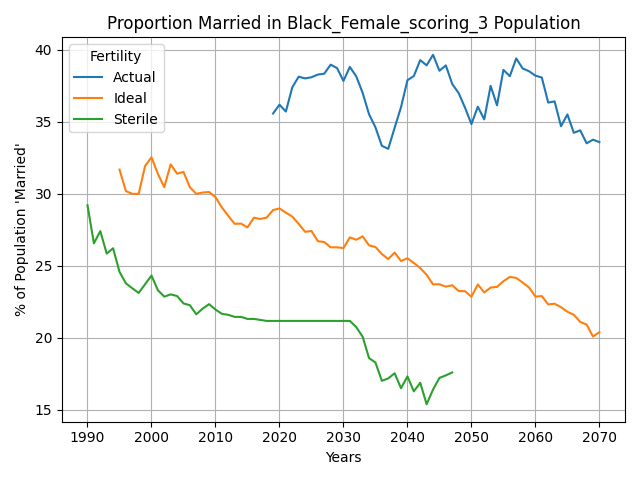 Proportion Married in Black_Female_scoring_3 Population
% of Population 'Married'
40
35
30
25
20
15
Fertility
Actual
Ideal
Sterile
1990 2000 2010 2020 2030 2040 2050 2060 2070
Years